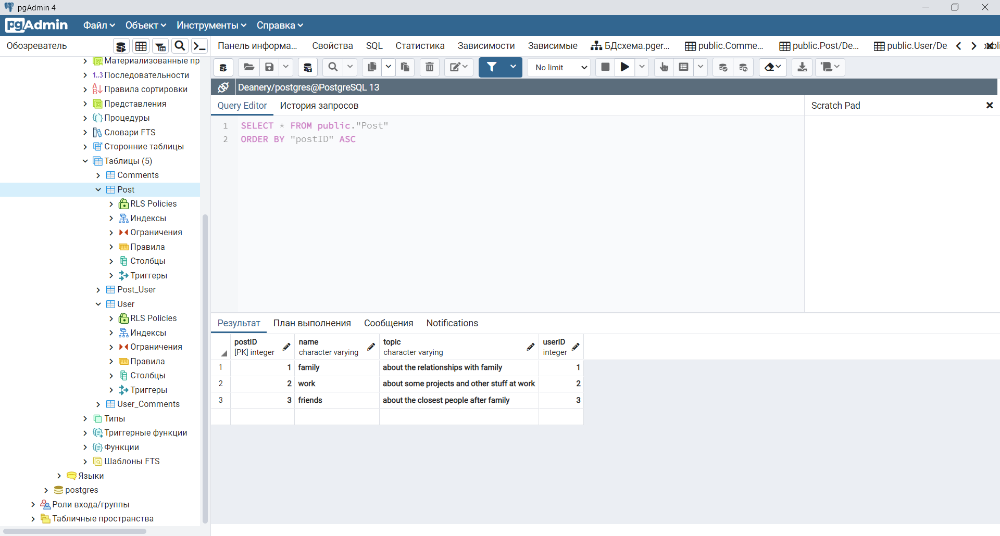 pgAdmin 4
pgAdmin Файл Объект Инструменты Справка
Обозреватель
Панель информа... Свойства SQL Статистика Зависимости Зависимые БДсхема.pger... public.Comme... public.Post/De... public.User/De
No limit
Deanery/postgres@PostgreSQL 13
Query Editor История запросов
Scratch Pad
1 SELECT * FROM public."Post"
2 ORDER BY "postID" ASC
Материализованные пр
1..3 Последовательности
Правила сортировки
Представления
Процедуры
Словари FTS
Сторонние таблицы
Таблицы (5)
Comments
Post
RLS Policies
Индексы
Ограничения
Правила
Столбцы
Триггеры
Post_User
User
RLS Policies
Индексы
Ограничения
Правила
Столбцы
Триггеры
User_Comments
Типы
Триггерные функции
Функции
Шаблоны FTS
Языки
postgres
Роли входа/группы
Табличные пространства
Результат План выполнения Сообщения Notifications
postID name topic userID
[PK] integer character varying character varying integer
1 1 family about the relationships with family 1
2 2 work about some projects and other stuff at work 2
3 3 friends about the closest people after family 3